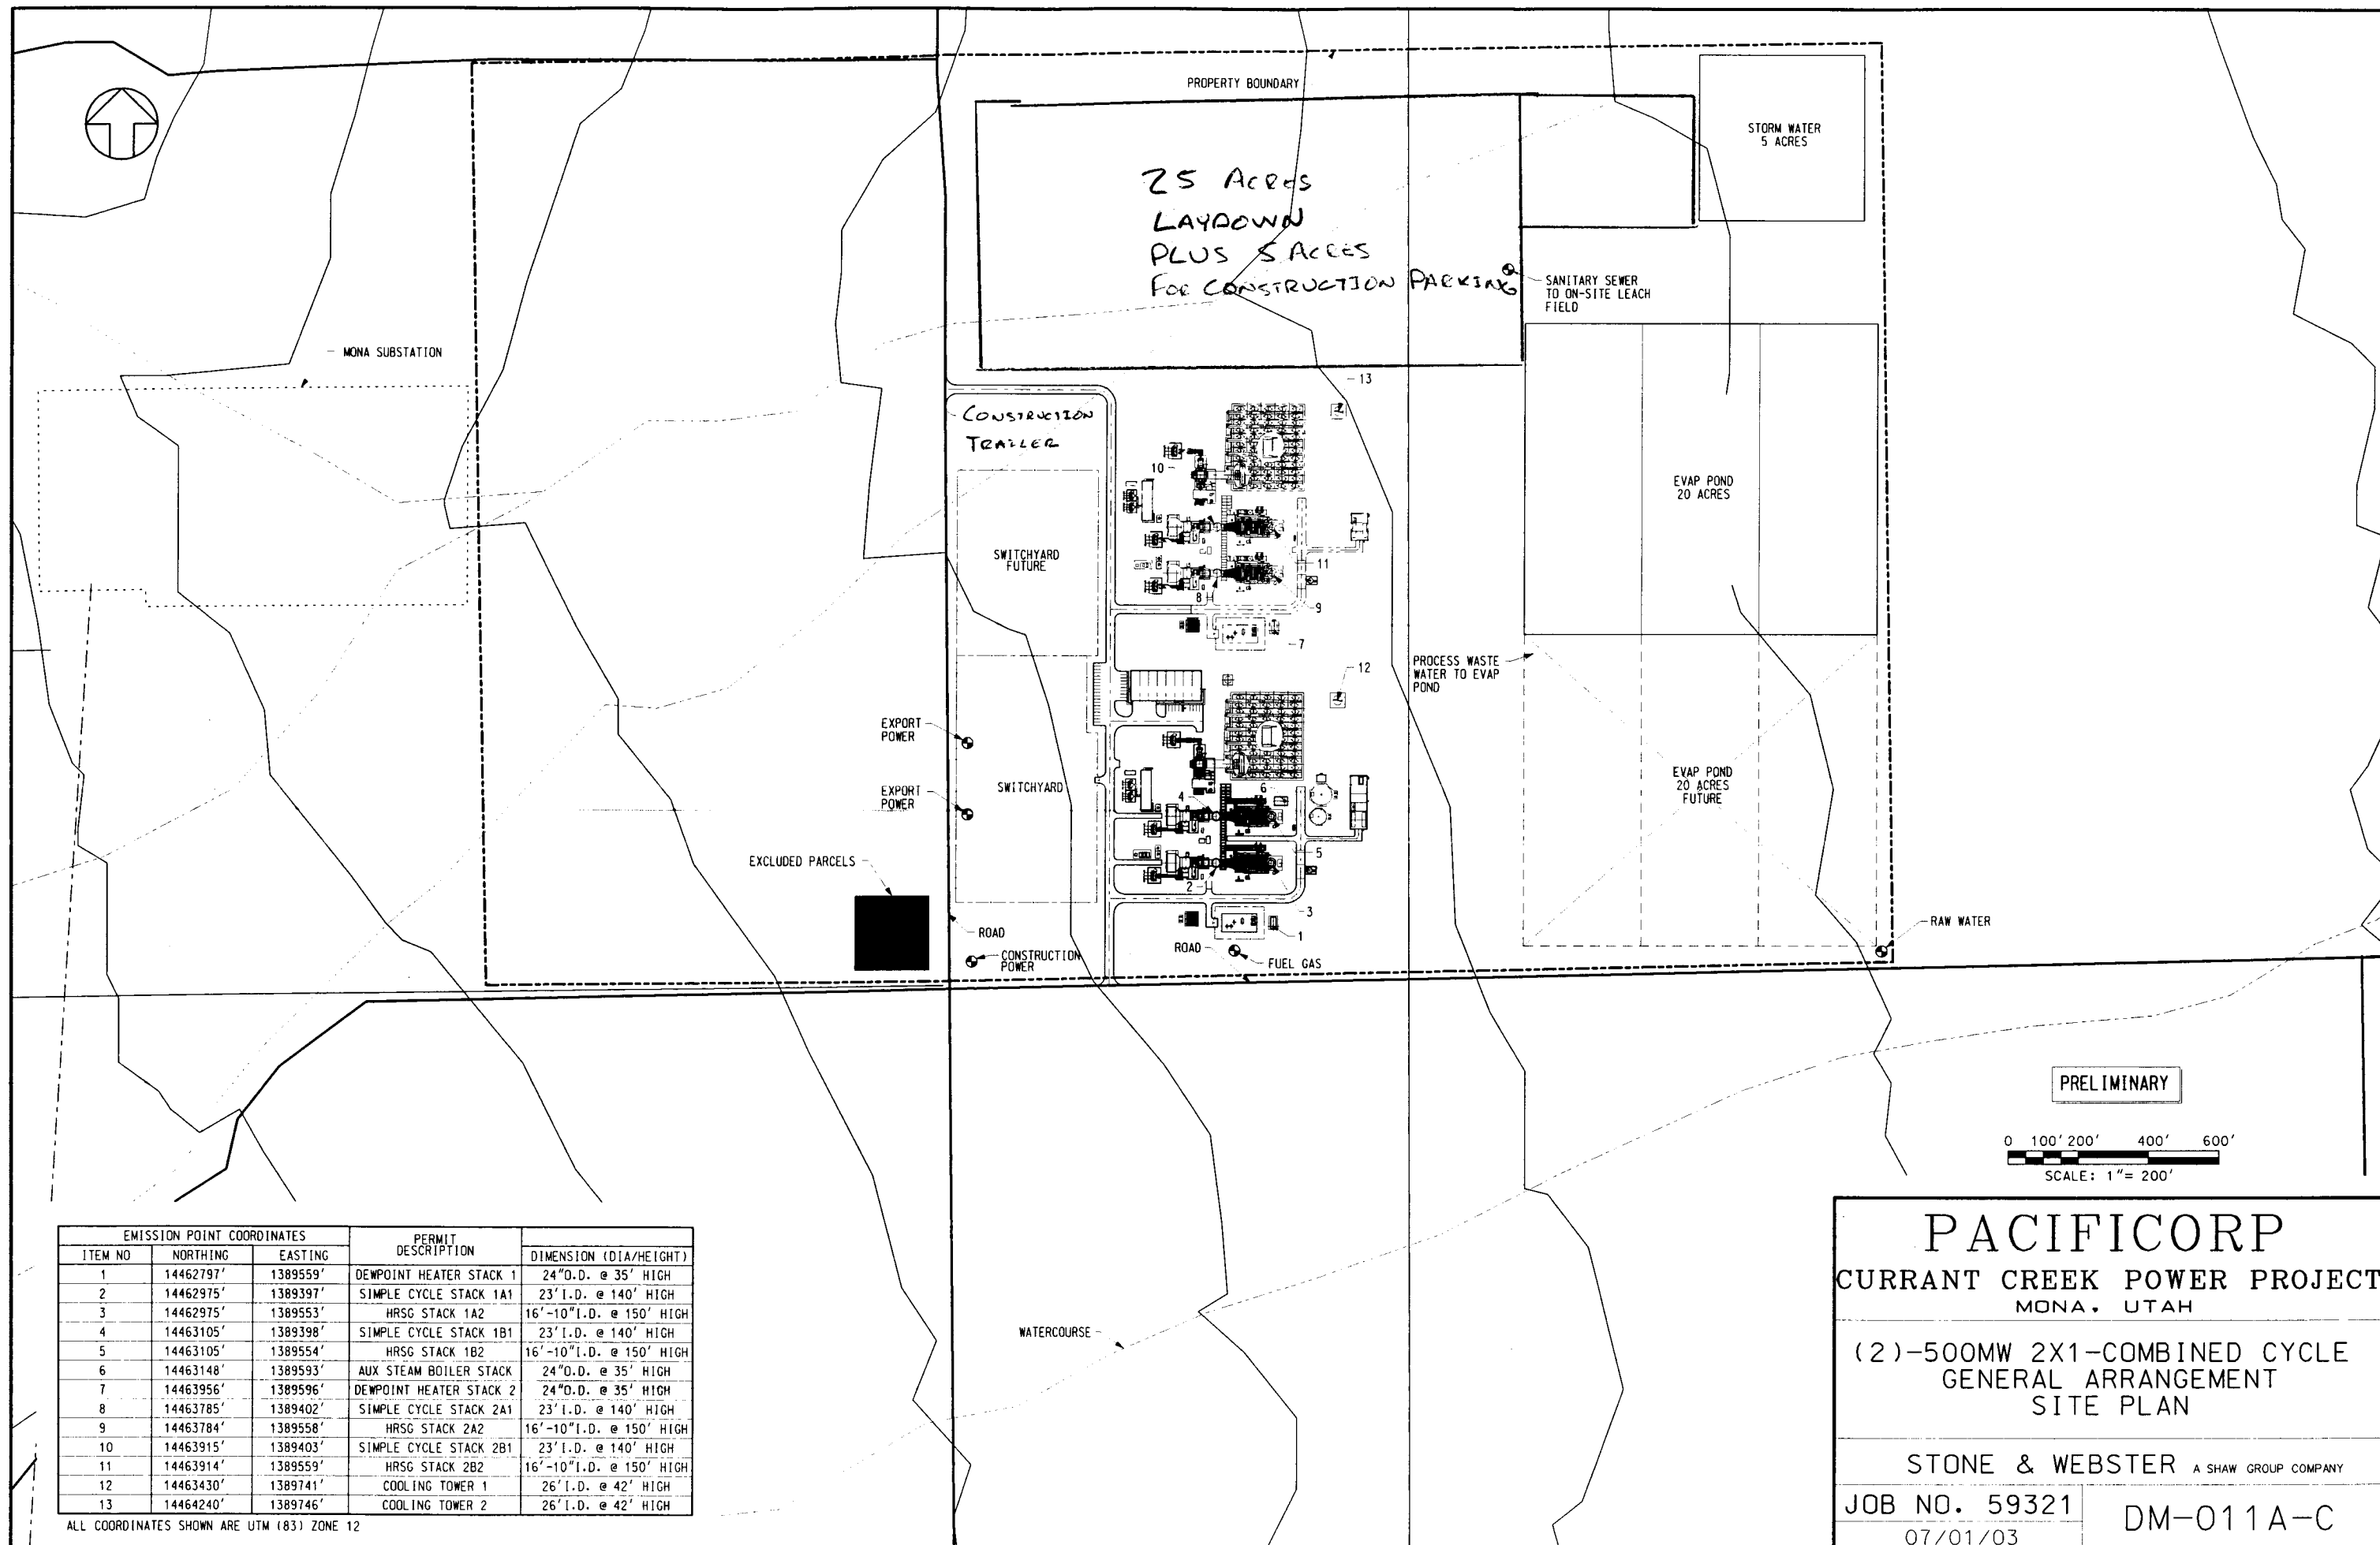 PROPERTY BOUNDARY
STORM WATER
5 ACRES
25 ACRES
LAYDOWN
PLUS 5 ACRES
FOR CONSTRUCTION PARKING
SANITARY SEWER
TO ON-SITE LEACH
FIELD
MONA SUBSTATION
13
CONSTRUCTION
TRAILER
10
EVAP POND
20 ACRES
SWITCHYARD
FUTURE
11
8
9
7
12
PROCESS WASTE
WATER TO EVAP
POND
EXPORT
POWER
EXPORT
POWER
SWITCHYARD
4
6
EVAP POND
20 ACRES
FUTURE
5
EXCLUDED PARCELS
2
3
1
ROAD
CONSTRUCTION
POWER
ROAD
FUEL GAS
RAW WATER
PRELIMINARY
0 100' 200' 400' 600'
SCALE: 1"= 200'
EMISSION POINT COORDINATES PERMIT DESCRIPTION
ITEM NO NORTHING EASTING DIMENSION (DIA/HEIGHT)
1 14462797' 1389559' DEWPOINT HEATER STACK 1 24"O.D. @ 35' HIGH
2 14462975' 1389397' SIMPLE CYCLE STACK 1A1 23'I.D. @ 140' HIGH
3 14462975' 1389553' HRSG STACK 1A2 16'-10"I.D. @ 150' HIGH
4 14463105' 1389398' SIMPLE CYCLE STACK 1B1 23'I.D. @ 140' HIGH
5 14463105' 1389554' HRSG STACK 1B2 16'-10"I.D. @ 150' HIGH
6 14463148' 1389593' AUX STEAM BOILER STACK 24"O.D. @ 35' HIGH
7 14463956' 1389596' DEWPOINT HEATER STACK 2 24"O.D. @ 35' HIGH
8 14463785' 1389402' SIMPLE CYCLE STACK 2A1 23'I.D. @ 140' HIGH
9 14463784' 1389558' HRSG STACK 2A2 16'-10"I.D. @ 150' HIGH
10 14463915' 1389403' SIMPLE CYCLE STACK 2B1 23'I.D. @ 140' HIGH
11 14463914' 1389559' HRSG STACK 2B2 16'-10"I.D. @ 150' HIGH
12 14463430' 1389741' COOLING TOWER 1 26'I.D. @ 42' HIGH
13 14464240' 1389746' COOLING TOWER 2 26'I.D. @ 42' HIGH
ALL COORDINATES SHOWN ARE UTM (83) ZONE 12
WATERCOURSE
PACIFICORP
CURRANT CREEK POWER PROJECT
MONA, UTAH
(2)-500MW 2X1-COMBINED CYCLE
GENERAL ARRANGEMENT
SITE PLAN
STONE & WEBSTER A SHAW GROUP COMPANY
JOB NO. 59321
07/01/03
DM-011A-C